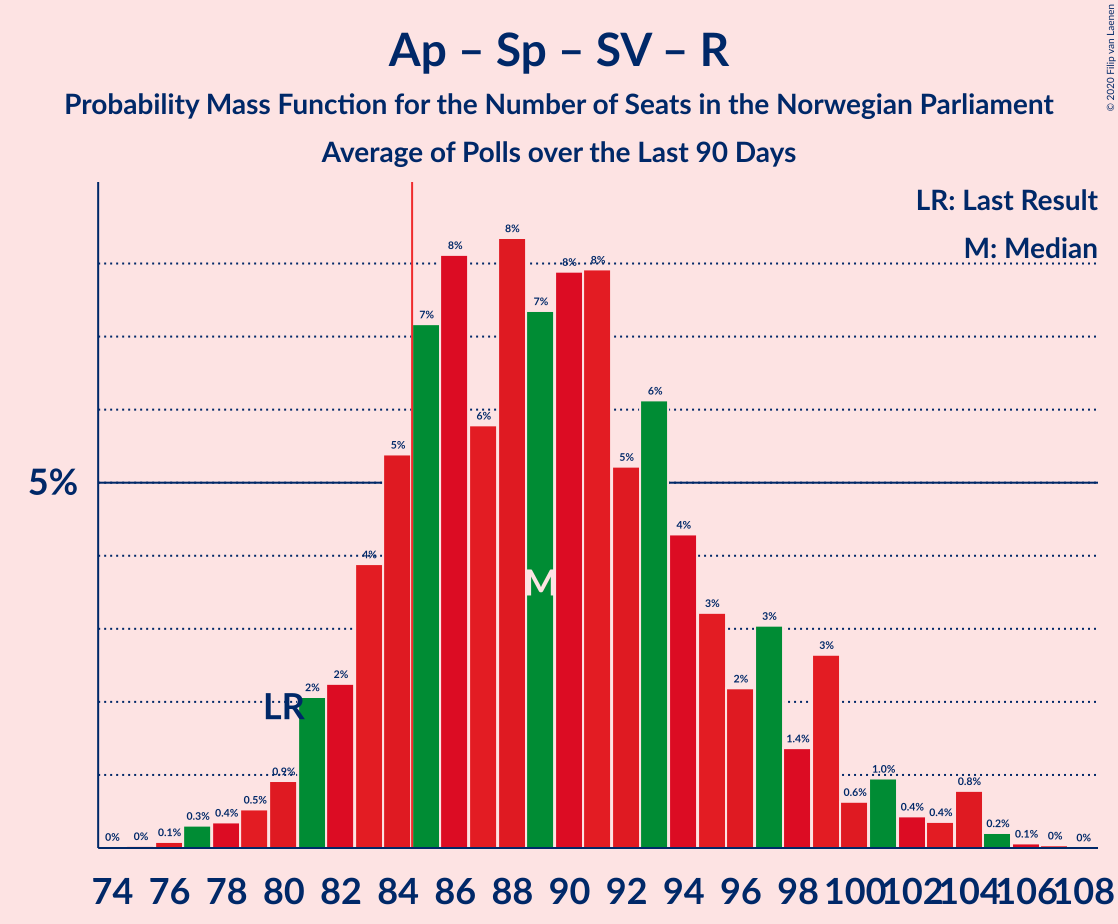 Ap – Sp – SV – R
Probability Mass Function for the Number of Seats in the Norwegian Parliament
Average of Polls over the Last 90 Days
© 2020 Filip van Laenen
LR: Last Result
M: Median
5%
0% 0% 0.1% 0.3% 0.4% 0.5% 0.9% 2% 2% 4% 5% 7% 8% 6% 8% 7% 8% 8% 5% 6% 4% 3% 2% 3% 1.4% 3% 0.6% 1.0% 0.4% 0.4% 0.8% 0.2% 0.1% 0% 0%
LR
M
74 76 78 80 82 84 86 88 90 92 94 96 98 100 102 104 106 108